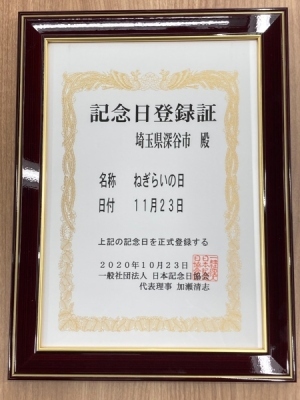 記念日登録証
埼玉県深谷市 殿
名称 ねぎらいの日
日付 11月23日
上記の記念日を正式登録する
2020年10月23日
一般社団法人 日本記念日協会
代表理事 加瀬清志